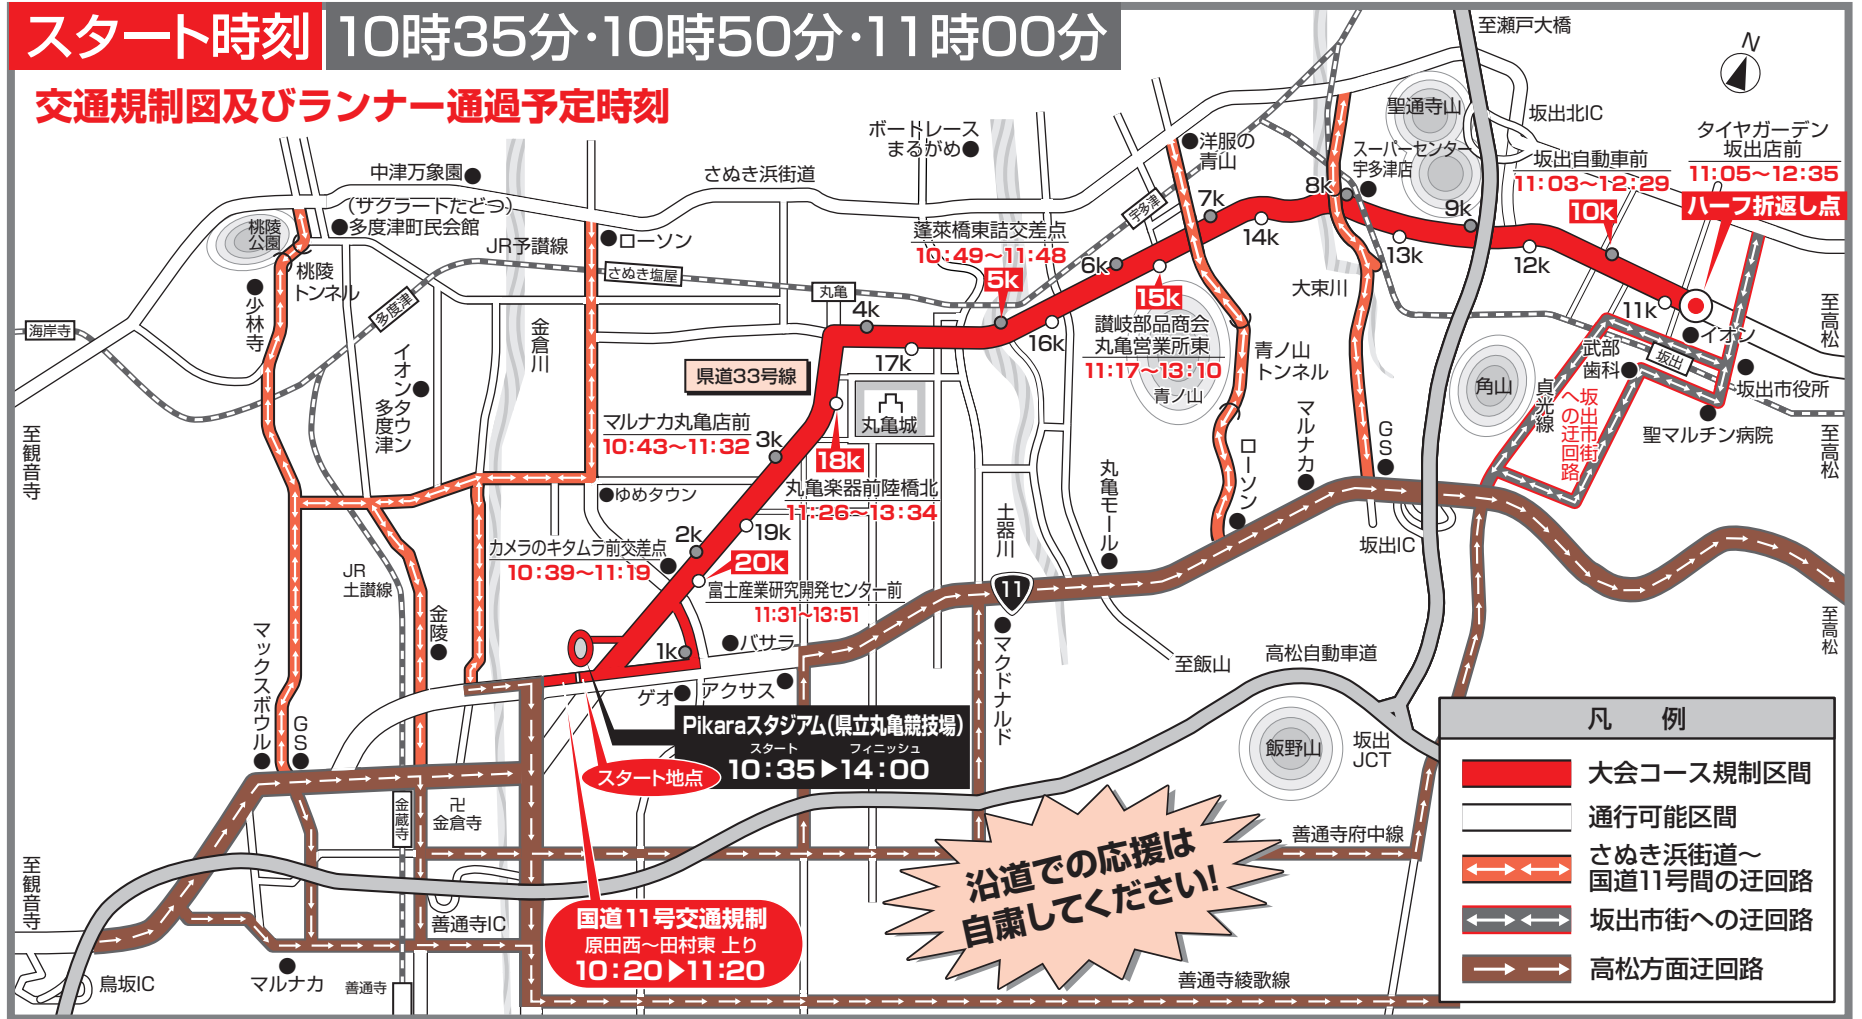 スタート時刻
10時35分・10時50分・11時00分
交通規制図及びランナー通過予定時刻
N
至瀬戸大橋
聖通寺山
坂出北IC
タイヤガーデン
坂出店前
11:05〜12:35
ハーフ折返し点
坂出自動車前
11:03〜12:29
10k
スーパーセンター
宇多津店
洋服の
青山
ボートレース
まるがめ
中津万象園
さぬき浜街道
(サクラートたどつ)
多度津町民会館
桃陵
公園
JR予讃線
ローソン
さぬき塩屋
丸亀
宇多津
蓬莱橋東詰交差点
10:49〜11:48
5k
6k
7k
8k
9k
14k
13k
12k
11k
15k
16k
17k
4k
讃岐部品商会
丸亀営業所東
11:17〜13:10
青ノ山
青ノ山
トンネル
大束川
桃陵
トンネル
少林寺
海岸寺
多度津
イオンタウン
多度津
金倉川
県道33号線
丸亀城
マルナカ丸亀店前
10:43〜11:32
3k
18k
丸亀楽器前陸橋北
11:26〜13:34
19k
ゆめタウン
2k
カメラのキタムラ前交差点
10:39〜11:19
20k
富士産業研究開発センター前
11:31〜13:51
1k
バサラ
ゲオ
アクサス
土器川
丸亀モール
ローソン
マルナカ
GS
角山
貞光線
武部
歯科
坂出
イオン
坂出市役所
聖マルチン病院
坂出市街
への迂回路
至高松
至高松
至高松
坂出IC
11
マクドナルド
至飯山
高松自動車道
飯野山
坂出
JCT
至観音寺
至観音寺
JR
土讃線
金陵
マックスボウル
GS
金蔵寺
卍
金倉寺
善通寺IC
鳥坂IC
マルナカ
善通寺
Pikaraスタジアム(県立丸亀競技場)
スタート フィニッシュ
10:35▶14:00
スタート地点
国道11号交通規制
原田西〜田村東 上り
10:20▶11:20
沿道での応援は
自粛してください!
善通寺府中線
善通寺綾歌線
凡 例
大会コース規制区間
通行可能区間
さぬき浜街道〜
国道11号間の迂回路
坂出市街への迂回路
高松方面迂回路